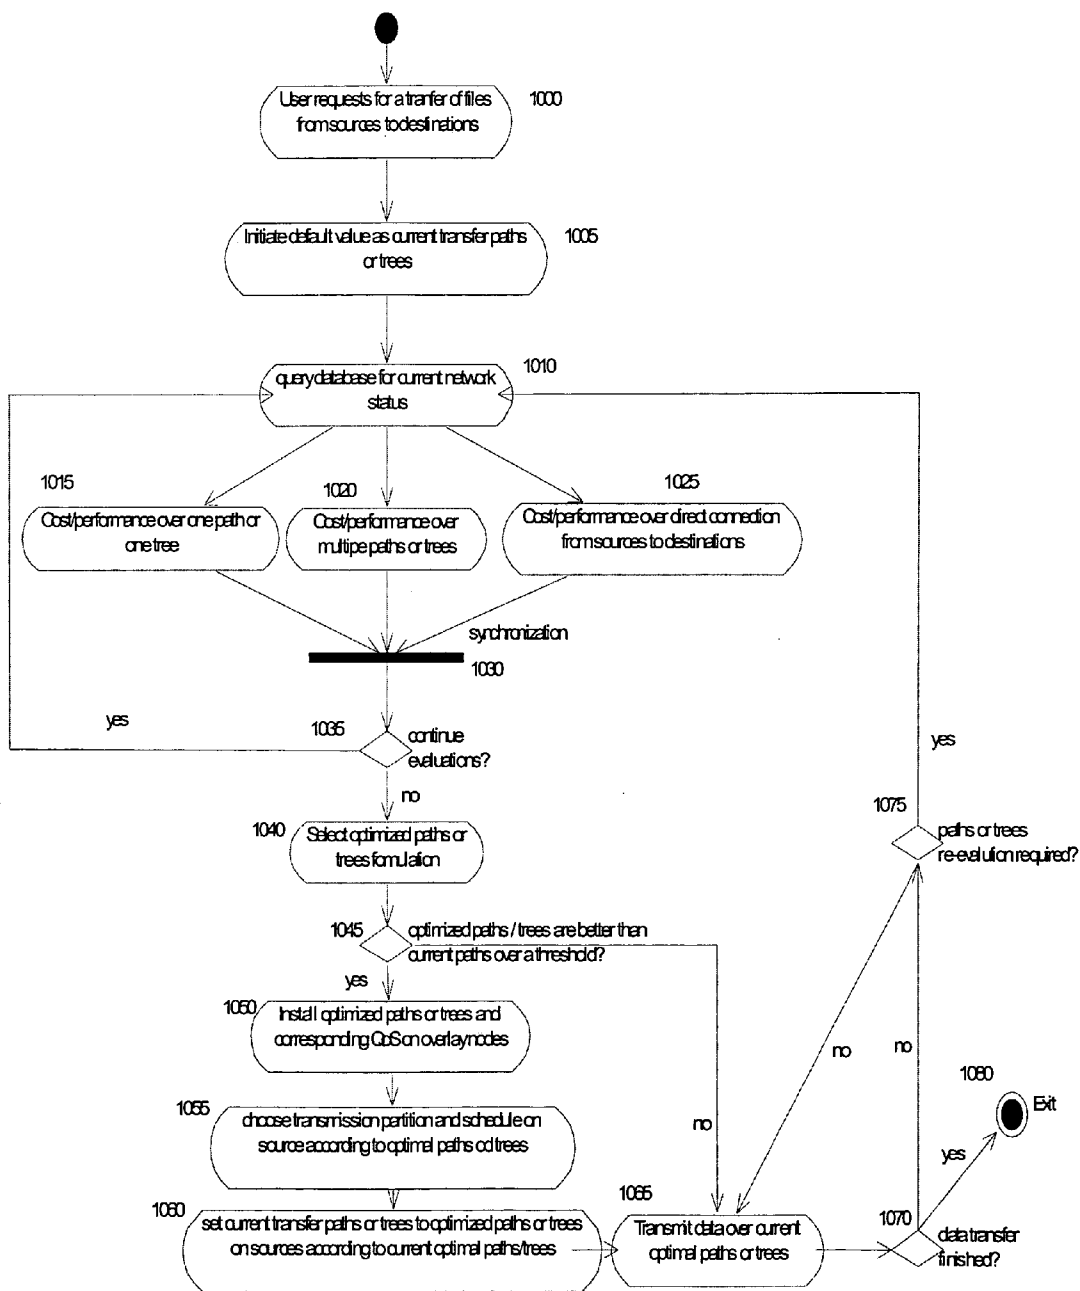 User requests for a tranfer of files
from sources to destinations
1000
Initiate default value as current transfer paths
or trees
1005
query database for current network
status
1010
1015
Cost/performance over one path or
one tree
1020
Cost/performance over
multipe paths or trees
1025
Cost/performance over direct connection
from sources to destinations
synchronization
1030
yes
1035
continue
evaluations?
no
1040
Select optimized paths or
trees fomulation
1045
optimized paths / trees are better than
current paths over a threshold?
yes
1050
Install optimized paths or trees and
corresponding QoS on overlay nodes
1055
choose transmission partition and schedule on
source according to optimal paths od trees
1060
set current transfer paths or trees to optimized paths or trees
on sources according to current optimal paths/trees
no
1065
Transmit data over current
optimal paths or trees
1070
data transfer
finished?
no
yes
1080
Exit
1075
paths or trees
re-evalution required?
no
yes